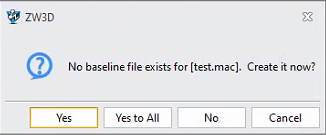 ZW3D
No baseline file exists for [test.mac].  Create it now?
Yes
Yes to All
No
Cancel